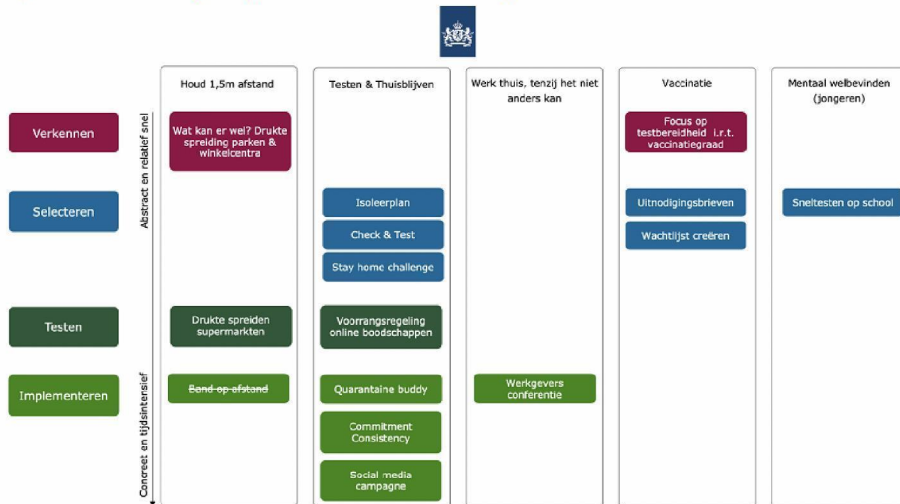 Houd 1,5m afstand
Testen & Thuisblijven
Werk thuis, tenzij het niet
anders kan
Vaccinatie
Mentaal welbevinden
(jongeren)
Abstract en relatief snel
Concreet en tijdsintensief
Verkennen
Wat kan er wel? Drukte
spreiding parken &
winkelcentra
Focus op
testbereidheid i.r.t.
vaccinatiegraad
Selecteren
Isoleerplan
Check & Test
Stay home challenge
Uitnodigingsbrieven
Wachtlijst creëren
Sneltesten op school
Testen
Drukte spreiden
supermarkten
Voorrangsregeling
online boodschappen
Implementeren
Band op afstand
Quarantaine buddy
Commitment
Consistency
Social media
campagne
Werkgevers
conferentie